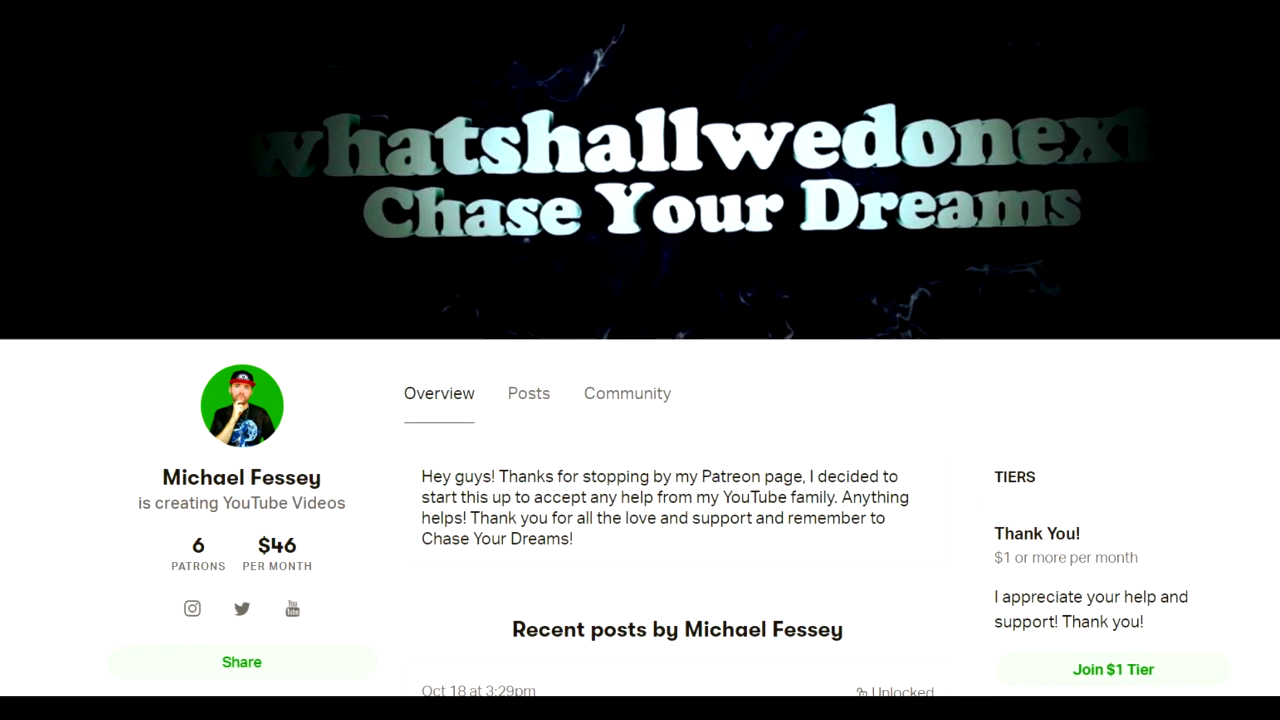 whatshallwedonext
Chase Your Dreams
Michael Fessey
is creating YouTube Videos
6
PATRONS
$46
PER MONTH
You
Tube
Share
Overview
Posts
Community
Hey guys! Thanks for stopping by my Patreon page, I decided to
start this up to accept any help from my YouTube family. Anything
helps! Thank you for all the love and support and remember to
Chase Your Dreams!
Recent posts by Michael Fessey
Oct 18 at 3:29pm
Unlocked
TIERS
Thank You!
$1 or more per month
I appreciate your help and
support! Thank you!
Join $1 Tier